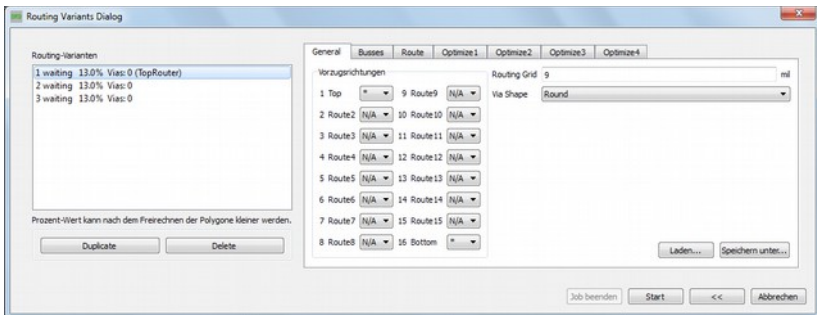 Routing Variants Dialog
Routing-Varianten
1 waiting 13.0% Vias: 0 (TopRouter)
2 waiting 13.0% Vias: 0
3 waiting 13.0% Vias: 0
Prozent-Wert kann nach dem Freirechnen der Polygone kleiner werden.
Duplicate Delete
General Busses Route Optimize1 Optimize2 Optimize3 Optimize4
Vorzugsrichtungen
1 Top * 9 Route9 N/A
2 Route2 N/A 10 Route10 N/A
3 Route3 N/A 11 Route11 N/A
4 Route4 N/A 12 Route12 N/A
5 Route5 N/A 13 Route13 N/A
6 Route6 N/A 14 Route14 N/A
7 Route7 N/A 15 Route15 N/A
8 Route8 N/A 16 Bottom *
Routing Grid 9 mil
Via Shape Round
Laden... Speichern unter...
Job beenden Start << Abbrechen